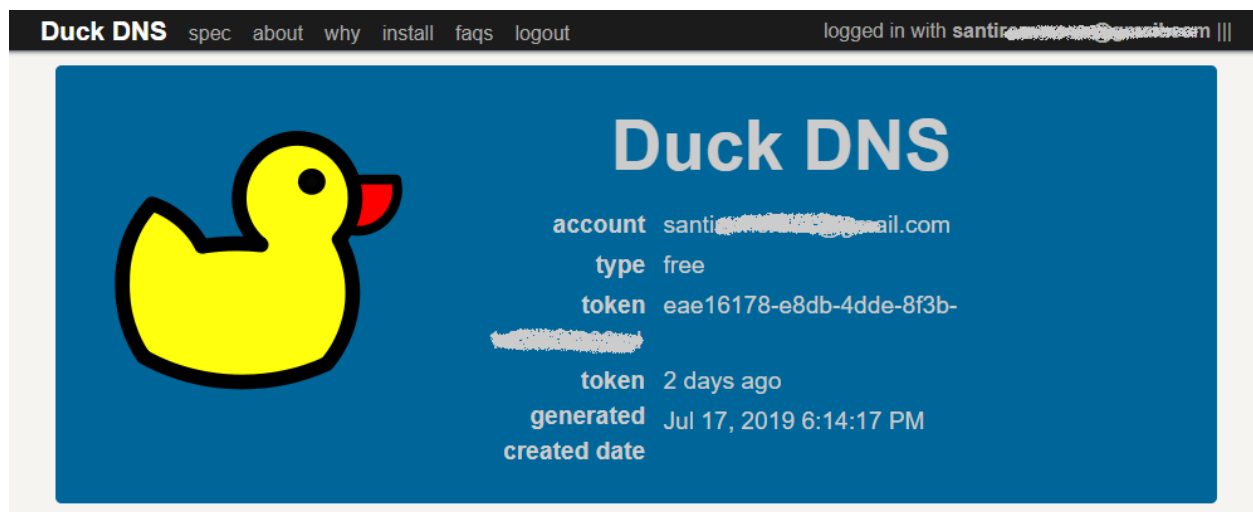 Duck DNS spec about why install faqs logout logged in with santi |||
Duck DNS
account santi ail.com
type free
token eae16178-e8db-4dde-8f3b-
token 2 days ago
generated Jul 17, 2019 6:14:17 PM
created date